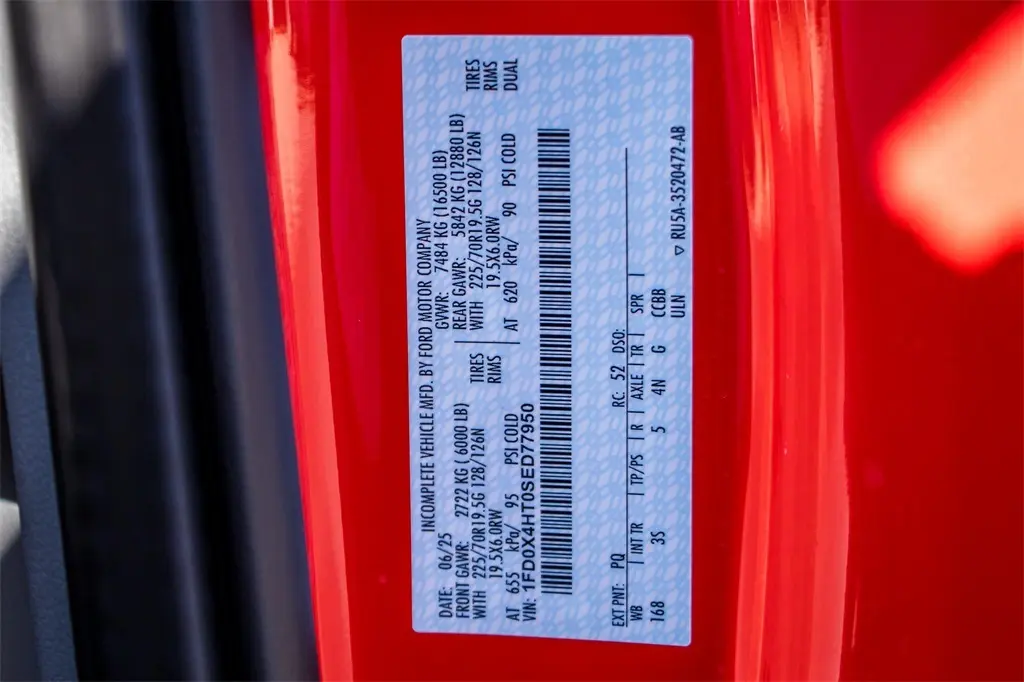 INCOMPLETE VEHICLE MFD. BY FORD MOTOR COMPANY
DATE: 06/25 GVWR: 7484 KG (16500 LB)
FRONT GAWR: 2722 KG ( 6000 LB) REAR GAWR: 5842 KG (12880 LB)
WITH 225/70R19.5G 128/126N TIRES WITH 225/70R19.5G 128/126N TIRES
19.5X6.0RW RIMS 19.5X6.0RW RIMS
AT 655 kPa/ 95 PSI COLD AT 620 kPa/ 90 PSI COLD DUAL
VIN: 1FD0X4HT0SED77950
EXT PNT: PQ RC: 52 DSO:
WB INT TR TP/PS R AXLE TR SPR
168 3S 5 4N G CCBB
ULN
RU5A-3520472-AB